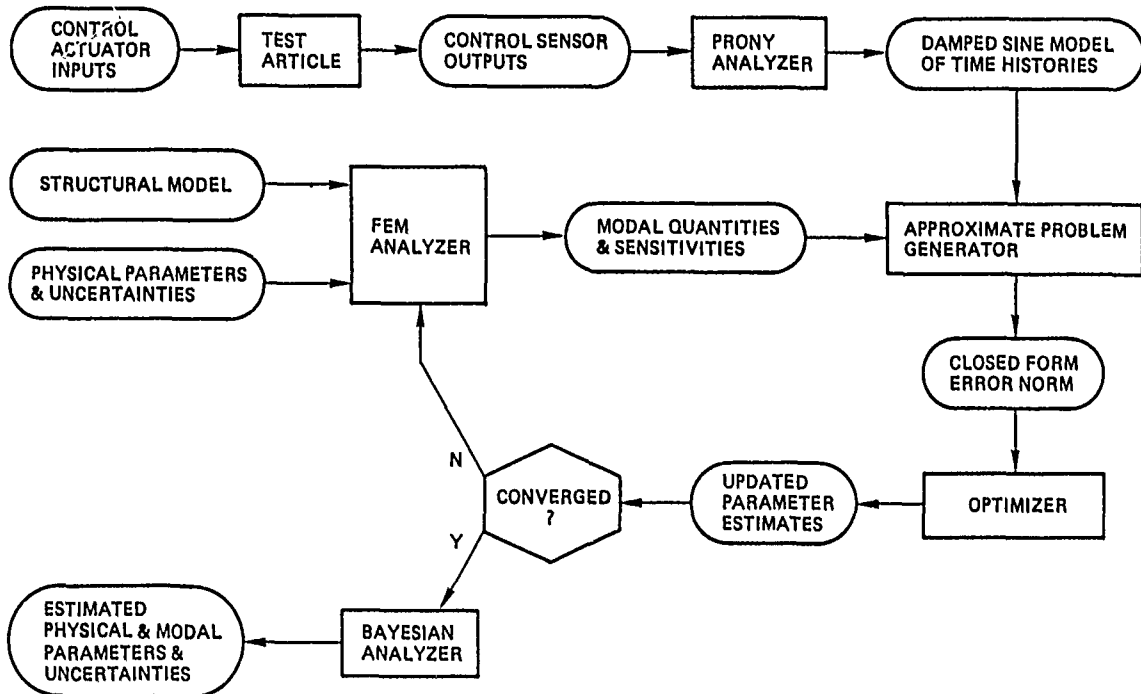 CONTROL
ACTUATOR
INPUTS
TEST
ARTICLE
CONTROL SENSOR
OUTPUTS
PRONY
ANALYZER
DAMPED SINE MODEL
OF TIME HISTORIES
STRUCTURAL MODEL
PHYSICAL PARAMETERS
& UNCERTAINTIES
FEM
ANALYZER
MODAL QUANTITIES
& SENSITIVITIES
APPROXIMATE PROBLEM
GENERATOR
CLOSED FORM
ERROR NORM
OPTIMIZER
UPDATED
PARAMETER
ESTIMATES
CONVERGED
?
N
Y
BAYESIAN
ANALYZER
ESTIMATED
PHYSICAL & MODAL
PARAMETERS &
UNCERTAINTIES